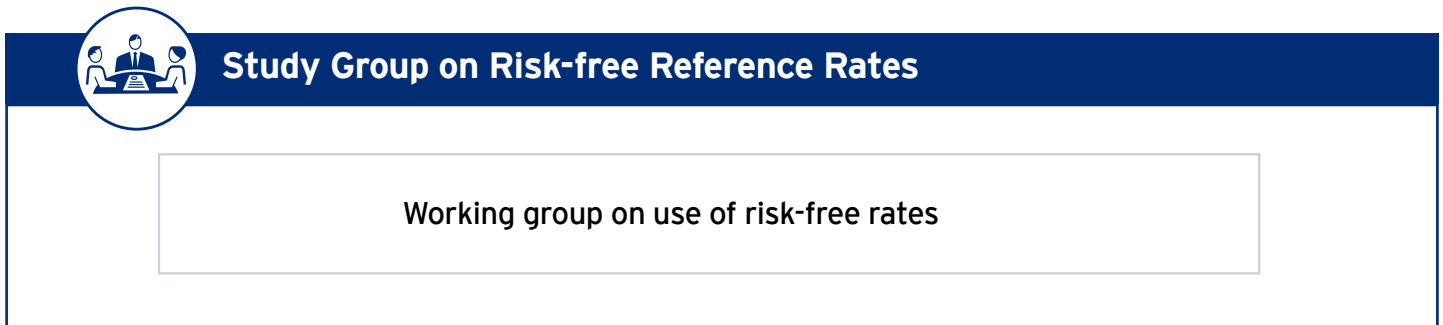 Study Group on Risk-free Reference Rates
Working group on use of risk-free rates